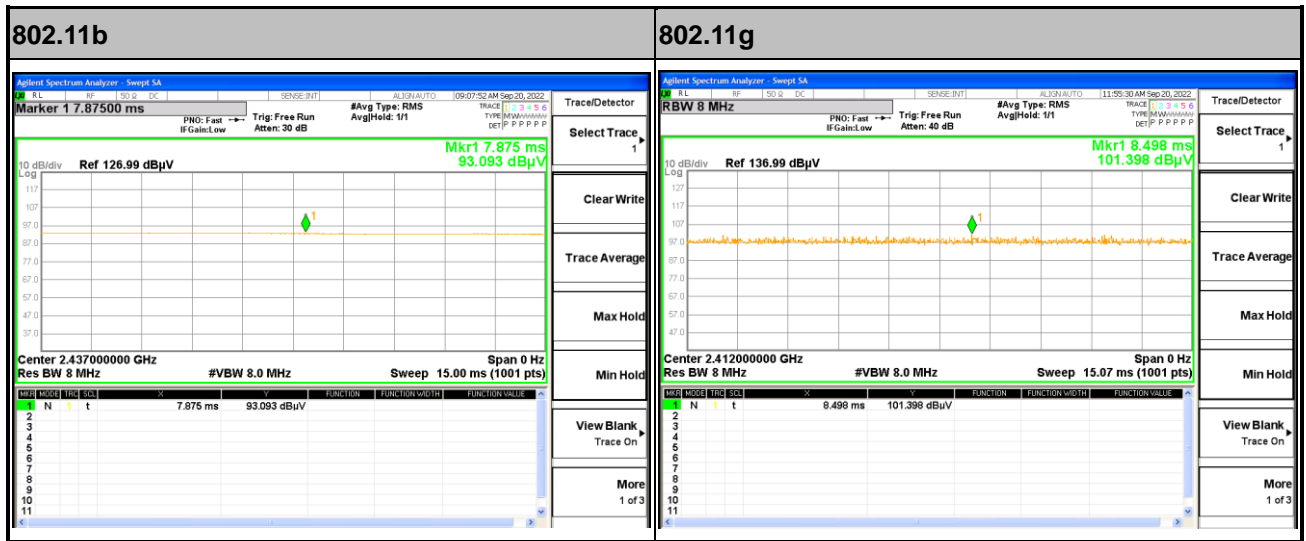 802.11b
Agilent Spectrum Analyzer - Swept SA
RL RF 50 Ω DC SENSE:INT ALIGNAUTO 09:07:52 AM Sep 20, 2022
Marker 1 7.87500 ms
#Avg Type: RMS
TRACE 1 2 3 4 5 6
PNO: Fast Trig: Free Run Avg|Hold: 1/1
TYPE MWWWWW
IFGain:Low Atten: 30 dB
DET P P P P P P
Mkr1 7.875 ms
93.093 dBµV
10 dB/div Ref 126.99 dBµV
Log
117
107
97.0
87.0
77.0
67.0
57.0
47.0
37.0
Center 2.437000000 GHz Span 0 Hz
Res BW 8 MHz #VBW 8.0 MHz Sweep 15.00 ms (1001 pts)
MKR MODE TRC SCL X Y FUNCTION FUNCTION WIDTH FUNCTION VALUE
1 N 1 t 7.875 ms 93.093 dBµV
2
3
4
5
6
7
8
9
10
11
1
Trace/Detector
Select Trace
1
Clear Write
Trace Average
Max Hold
Min Hold
View Blank
Trace On
More
1 of 3
802.11g
Agilent Spectrum Analyzer - Swept SA
RL RF 50 Ω DC SENSE:INT ALIGNAUTO 11:55:30 AM Sep 20, 2022
RBW 8 MHz
#Avg Type: RMS
TRACE 1 2 3 4 5 6
PNO: Fast Trig: Free Run Avg|Hold: 1/1
TYPE MWWWWW
IFGain:Low Atten: 40 dB
DET P P P P P P
Mkr1 8.498 ms
101.398 dBµV
10 dB/div Ref 136.99 dBµV
Log
127
117
107
97.0
87.0
77.0
67.0
57.0
47.0
Center 2.412000000 GHz Span 0 Hz
Res BW 8 MHz #VBW 8.0 MHz Sweep 15.07 ms (1001 pts)
MKR MODE TRC SCL X Y FUNCTION FUNCTION WIDTH FUNCTION VALUE
1 N 1 t 8.498 ms 101.398 dBµV
2
3
4
5
6
7
8
9
10
11
1
Trace/Detector
Select Trace
1
Clear Write
Trace Average
Max Hold
Min Hold
View Blank
Trace On
More
1 of 3